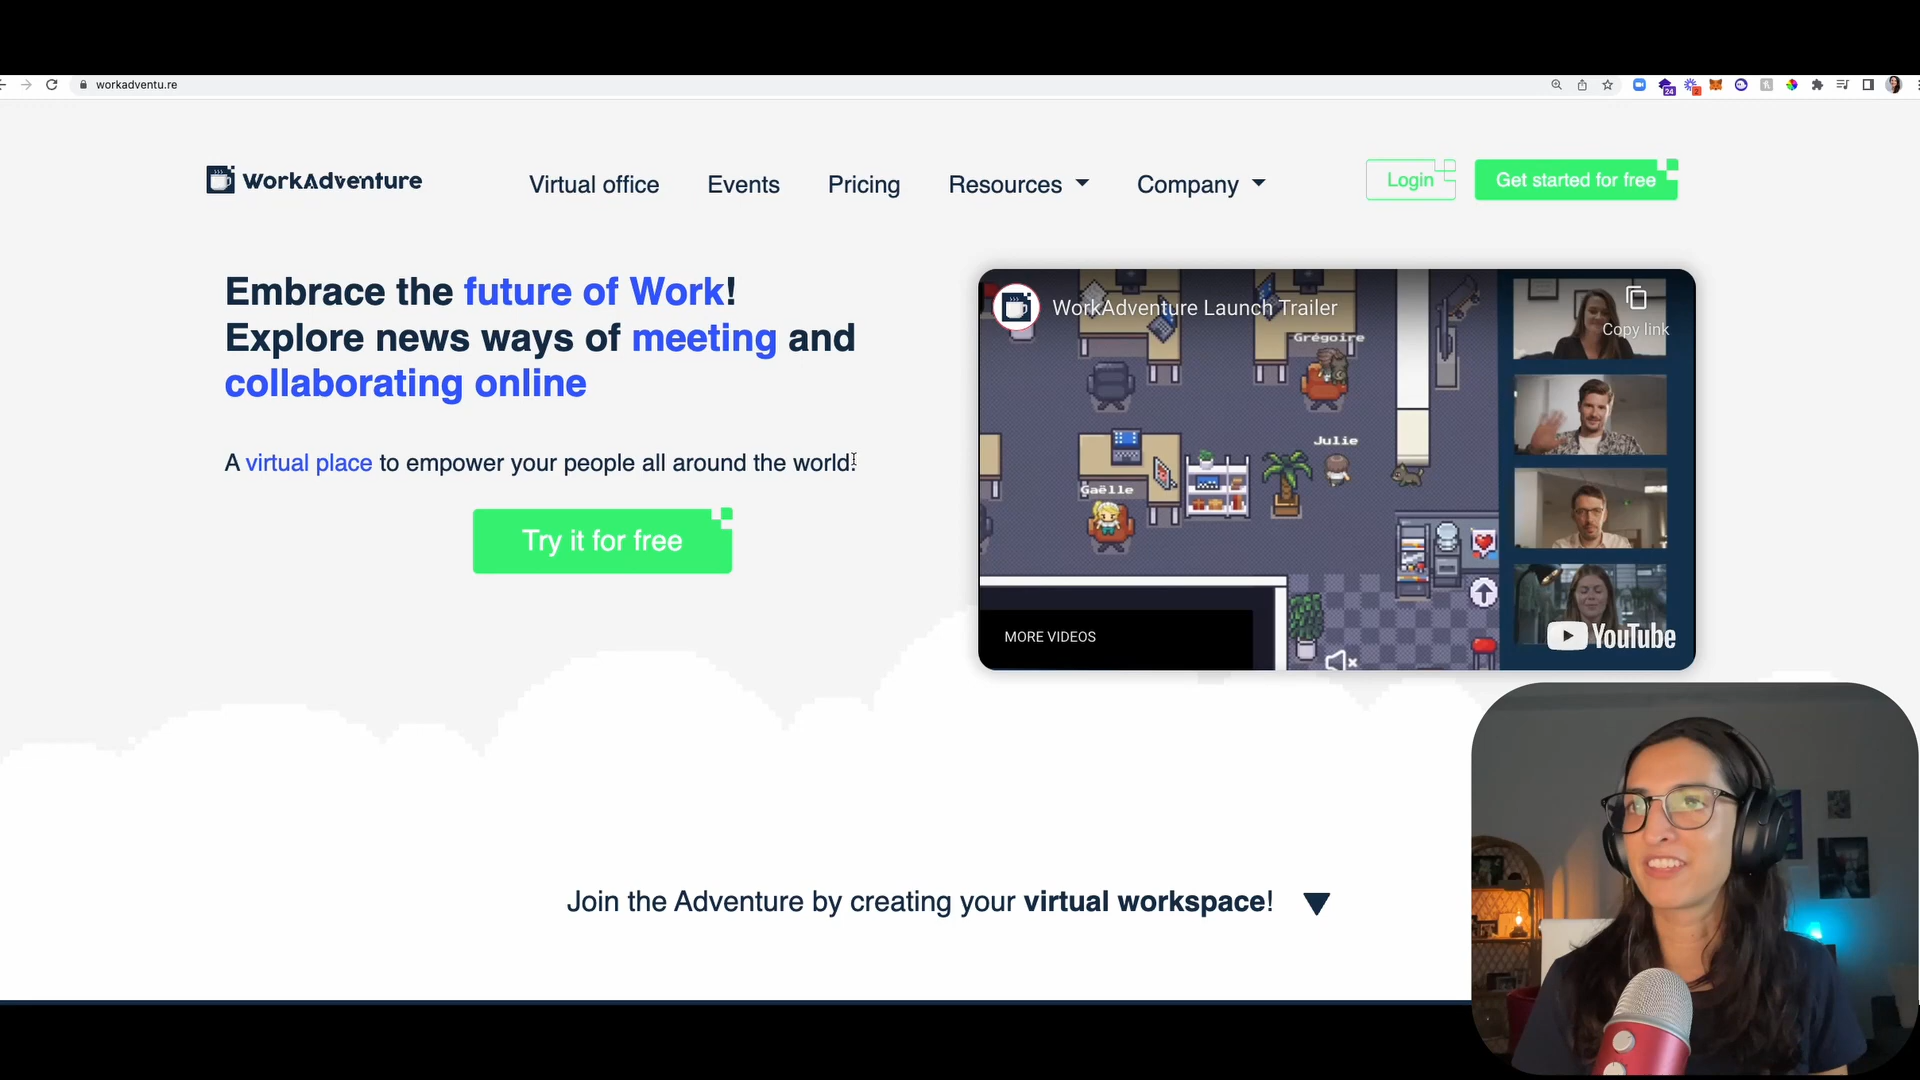 workadventu.re
24
2
WorkAdventure
Virtual office
Events
Pricing
Resources
Company
Login
Get started for free
Embrace the future of Work!
Explore news ways of meeting and
collaborating online
A virtual place to empower your people all around the world!
Try it for free
WorkAdventure Launch Trailer
Copy link
Grégoire
Julie
Gaëlle
MORE VIDEOS
YouTube
Join the Adventure by creating your virtual workspace!